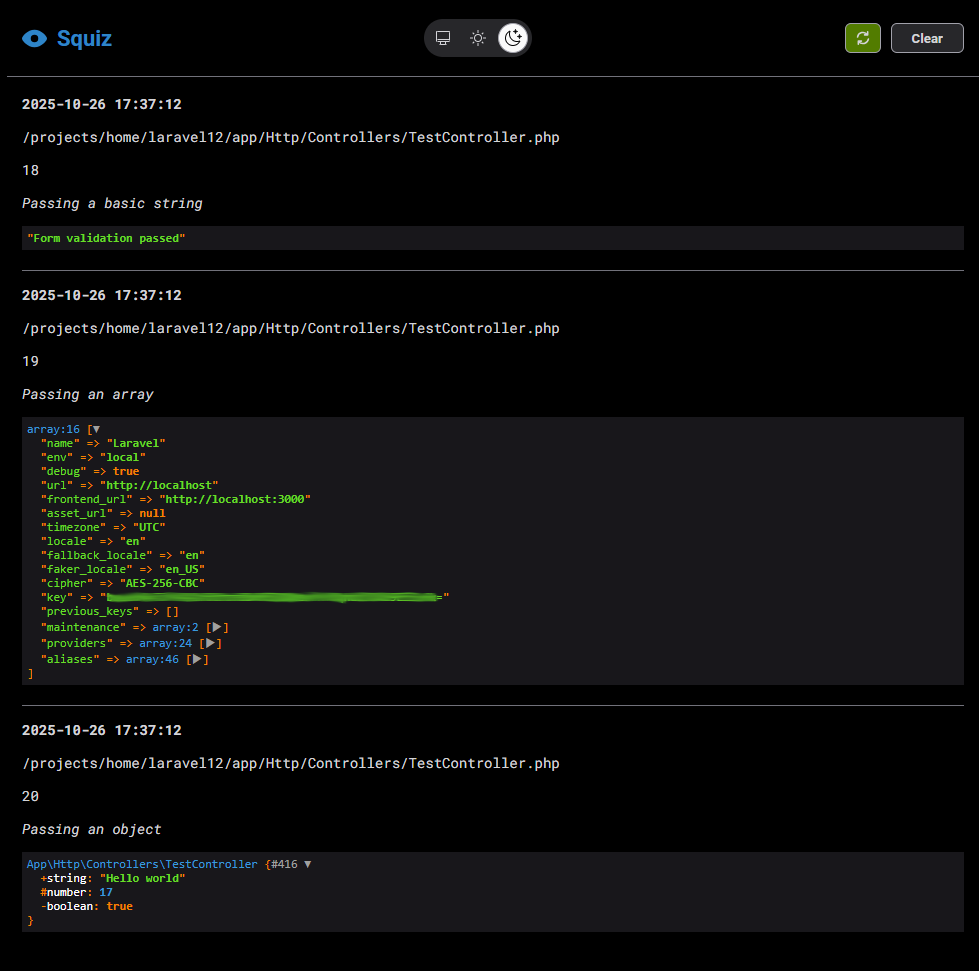 Squiz
Clear
2025-10-26 17:37:12
/projects/home/laravel12/app/Http/Controllers/TestController.php
18
Passing a basic string
"Form validation passed"
2025-10-26 17:37:12
/projects/home/laravel12/app/Http/Controllers/TestController.php
19
Passing an array
array:16 [▼
  "name" => "Laravel"
  "env" => "local"
  "debug" => true
  "url" => "http://localhost"
  "frontend_url" => "http://localhost:3000"
  "asset_url" => null
  "timezone" => "UTC"
  "locale" => "en"
  "fallback_locale" => "en"
  "faker_locale" => "en_US"
  "cipher" => "AES-256-CBC"
  "key" => "="
  "previous_keys" => []
  "maintenance" => array:2 [▶]
  "providers" => array:24 [▶]
  "aliases" => array:46 [▶]
]
2025-10-26 17:37:12
/projects/home/laravel12/app/Http/Controllers/TestController.php
20
Passing an object
App\Http\Controllers\TestController {#416 ▼
  +string: "Hello world"
  #number: 17
  -boolean: true
}